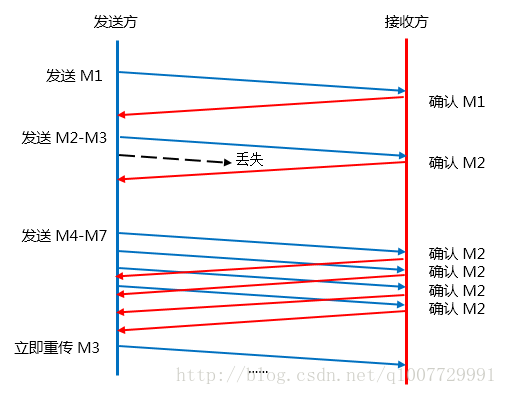 发送方 接收方
发送 M1
确认 M1
发送 M2-M3
丢失
确认 M2
发送 M4-M7
确认 M2
确认 M2
确认 M2
确认 M2
立即重传 M3
......
http://blog.csdn.net/q1007729991